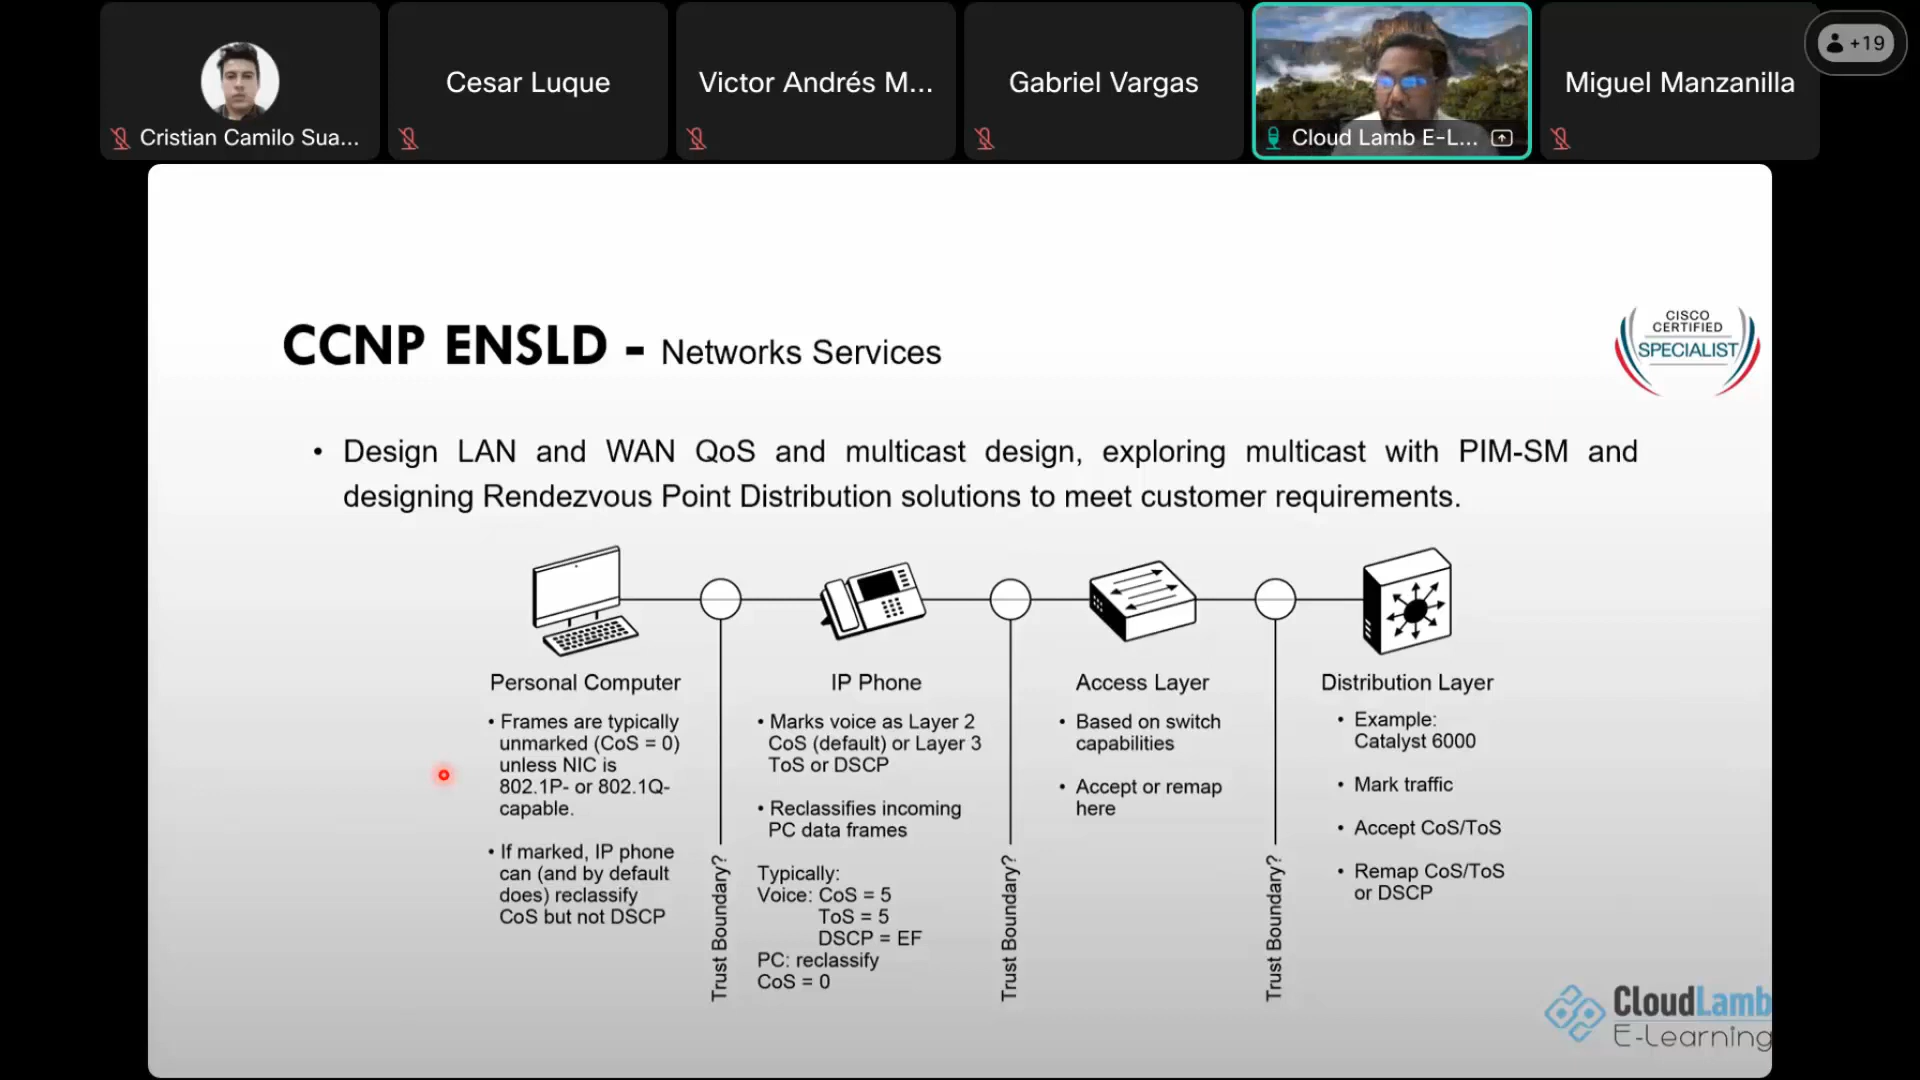 Cristian Camilo Sua...
Cesar Luque
Victor Andrés M...
Gabriel Vargas
Cloud Lamb E-L...
Miguel Manzanilla
+19
CCNP ENSLD - Networks Services
CISCO
CERTIFIED
SPECIALIST
• Design LAN and WAN QoS and multicast design, exploring multicast with PIM-SM and
designing Rendezvous Point Distribution solutions to meet customer requirements.
Personal Computer
• Frames are typically
unmarked (CoS = 0)
unless NIC is
802.1P- or 802.1Q-
capable.
• If marked, IP phone
can (and by default
does) reclassify
CoS but not DSCP
Trust Boundary?
IP Phone
• Marks voice as Layer 2
CoS (default) or Layer 3
ToS or DSCP
• Reclassifies incoming
PC data frames
Typically:
Voice: CoS = 5
ToS = 5
DSCP = EF
PC: reclassify
CoS = 0
Trust Boundary?
Access Layer
• Based on switch
capabilities
• Accept or remap
here
Trust Boundary?
Distribution Layer
• Example:
Catalyst 6000
• Mark traffic
• Accept CoS/ToS
• Remap CoS/ToS
or DSCP
CloudLamb
E-Learning